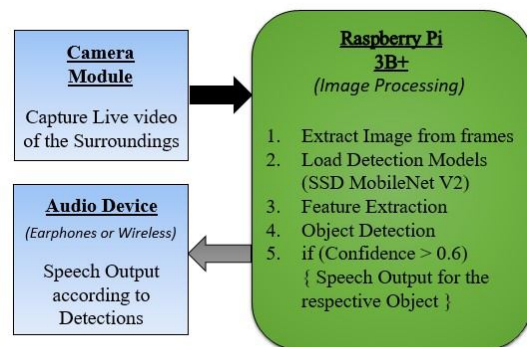 Camera
Module
Capture Live video
of the Surroundings
Audio Device
(Earphones or Wireless)
Speech Output
according to
Detections
Raspberry Pi
3B+
(Image Processing)
1. Extract Image from frames
2. Load Detection Models
(SSD MobileNet V2)
3. Feature Extraction
4. Object Detection
5. if (Confidence > 0.6)
{ Speech Output for the
respective Object }